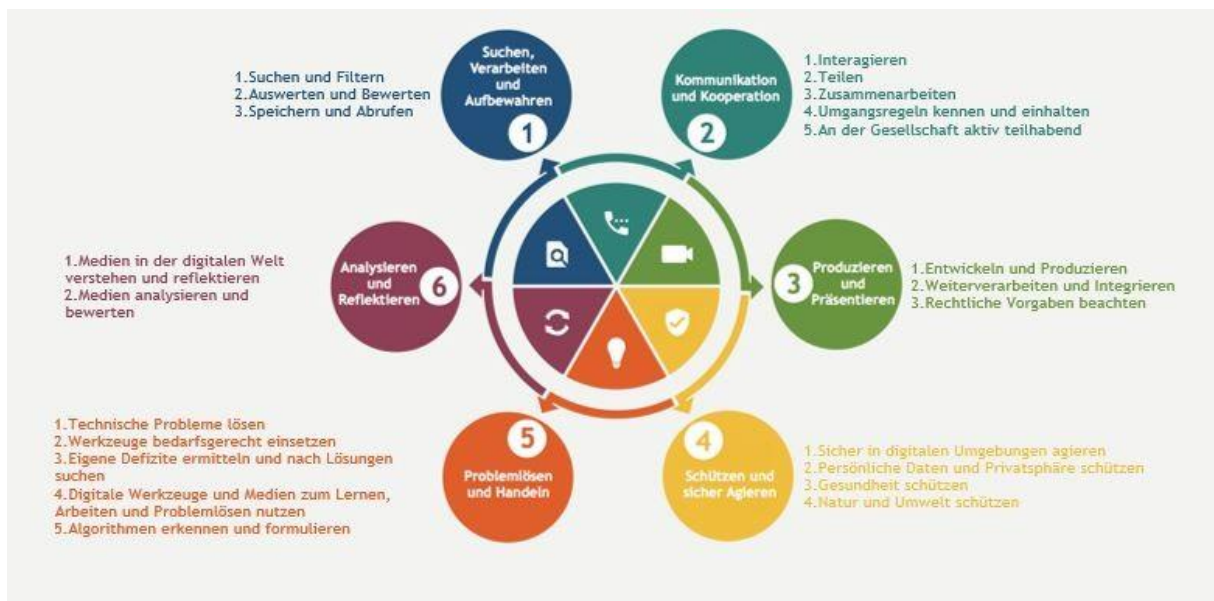 Suchen,
Verarbeiten
und
Aufbewahren
1
1.Suchen und Filtern
2.Auswerten und Bewerten
3.Speichern und Abrufen
Kommunikation
und Kooperation
2
1.Interagieren
2.Teilen
3.Zusammenarbeiten
4.Umgangsregeln kennen und einhalten
5.An der Gesellschaft aktiv teilhabend
3
Produzieren
und
Präsentieren
1.Entwickeln und Produzieren
2.Weiterverarbeiten und Integrieren
3.Rechtliche Vorgaben beachten
4
Schützen und
sicher Agieren
1.Sicher in digitalen Umgebungen agieren
2.Persönliche Daten und Privatsphäre schützen
3.Gesundheit schützen
4.Natur und Umwelt schützen
5
Problemlösen
und Handeln
1.Technische Probleme lösen
2.Werkzeuge bedarfsgerecht einsetzen
3.Eigene Defizite ermitteln und nach Lösungen
suchen
4.Digitale Werkzeuge und Medien zum Lernen,
Arbeiten und Problemlösen nutzen
5.Algorithmen erkennen und formulieren
Analysieren
und
Reflektieren
6
1.Medien in der digitalen Welt
verstehen und reflektieren
2.Medien analysieren und
bewerten